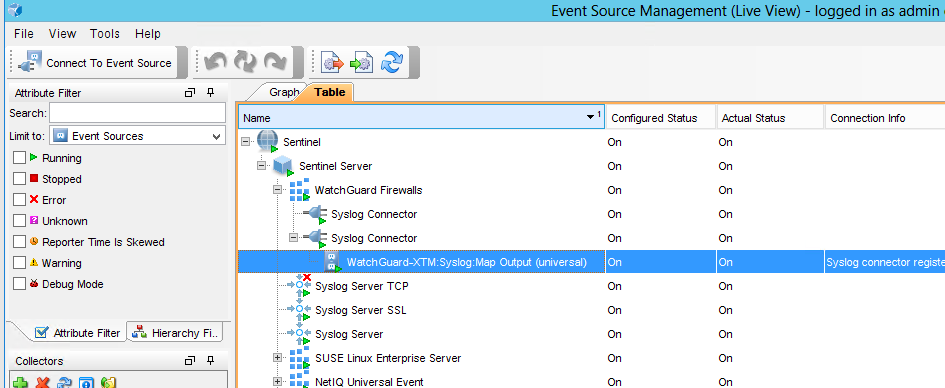 Event Source Management (Live View) - logged in as admin
File View Tools Help
Connect To Event Source
Attribute Filter
Search:
Limit to: Event Sources
Running
Stopped
Error
Unknown
Reporter Time Is Skewed
Warning
Debug Mode
Attribute Filter Hierarchy Fi..
Collectors
Graph Table
Name 1 Configured Status Actual Status Connection Info
Sentinel On On
Sentinel Server On On
WatchGuard Firewalls On On
Syslog Connector On On
Syslog Connector On On
WatchGuard-XTM:Syslog:Map Output (universal) On On Syslog connector registe
Syslog Server TCP On On
Syslog Server SSL On On
Syslog Server On On
SUSE Linux Enterprise Server On On
NetIQ Universal Event On On